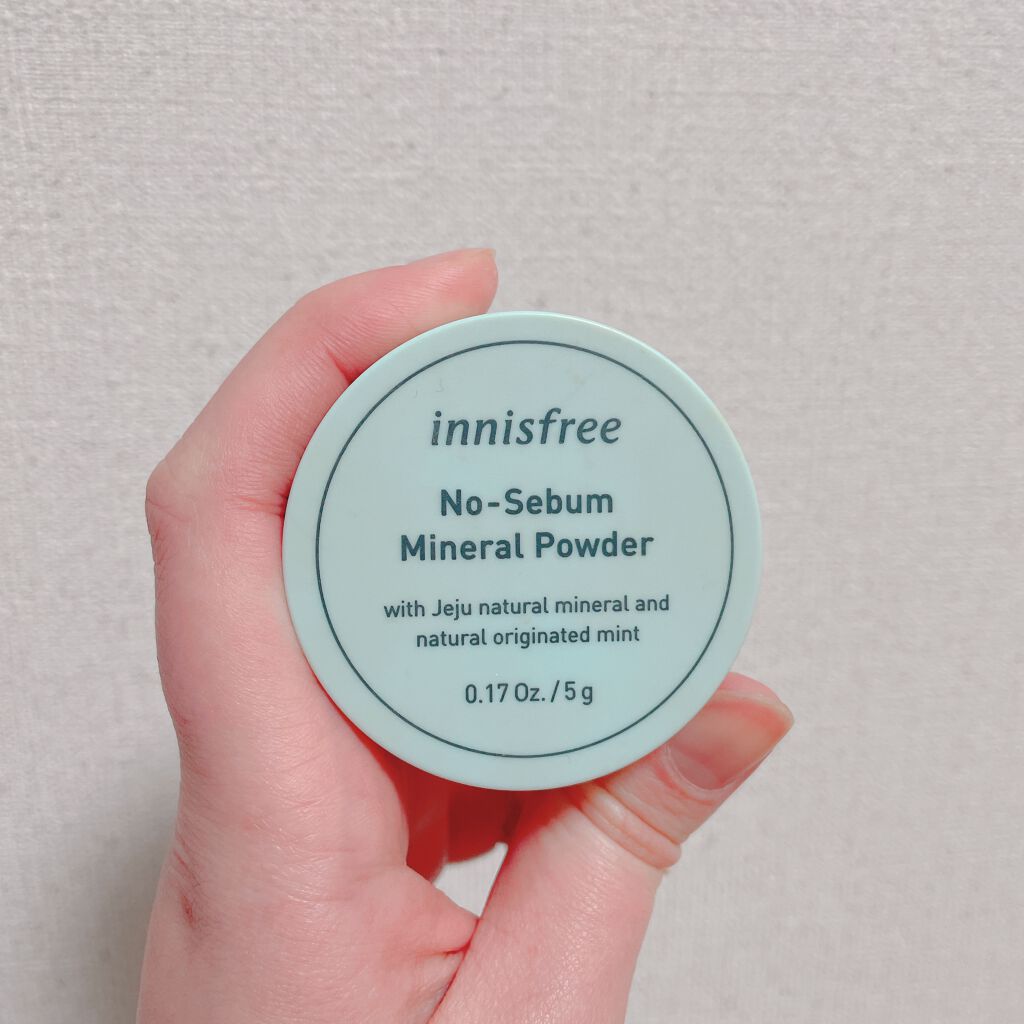 innisfree
No-Sebum
Mineral Powder
with Jeju natural mineral and
natural originated mint
0.17 Oz. / 5 g